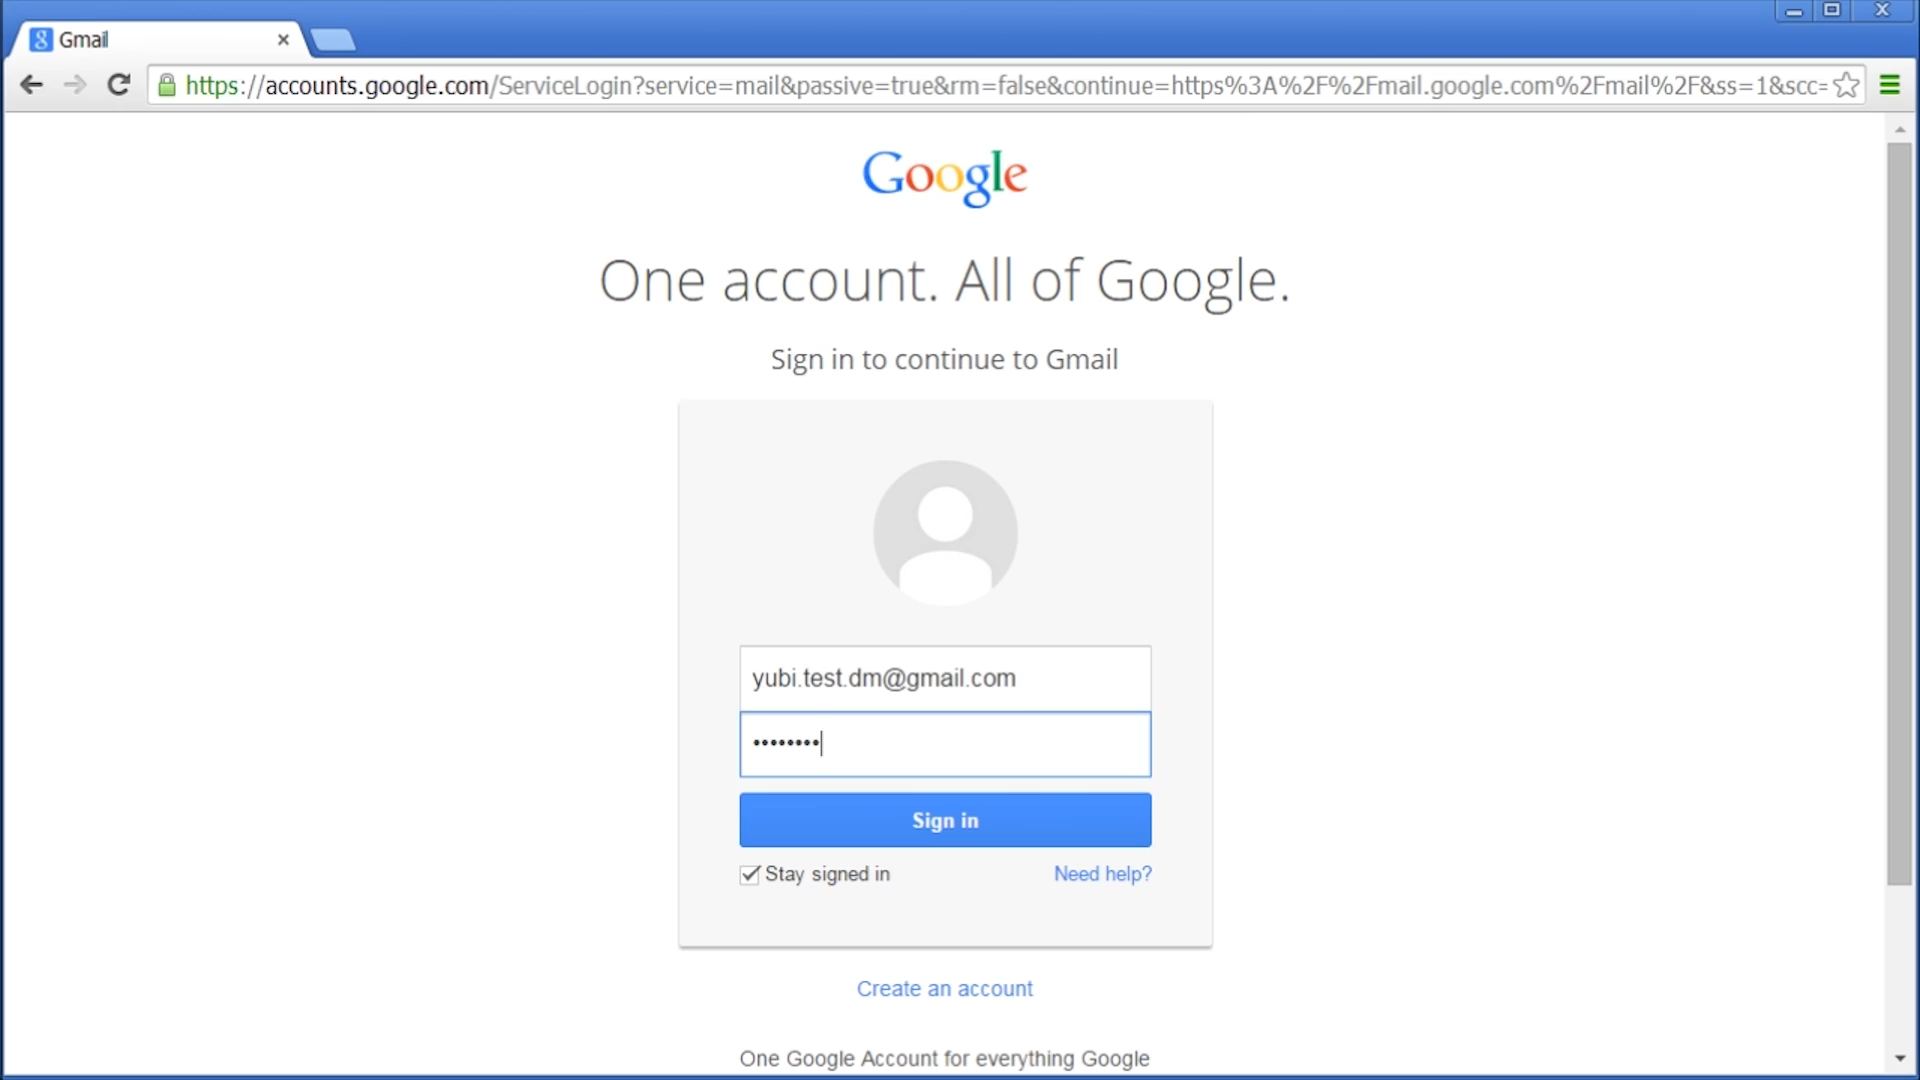 Gmail
https://accounts.google.com/ServiceLogin?service=mail&passive=true&rm=false&continue=https%3A%2F%2Fmail.google.com%2Fmail%2F&ss=1&scc=
Google
One account. All of Google.
Sign in to continue to Gmail
yubi.test.dm@gmail.com
••••••••
Sign in
Stay signed in
Need help?
Create an account
One Google Account for everything Google